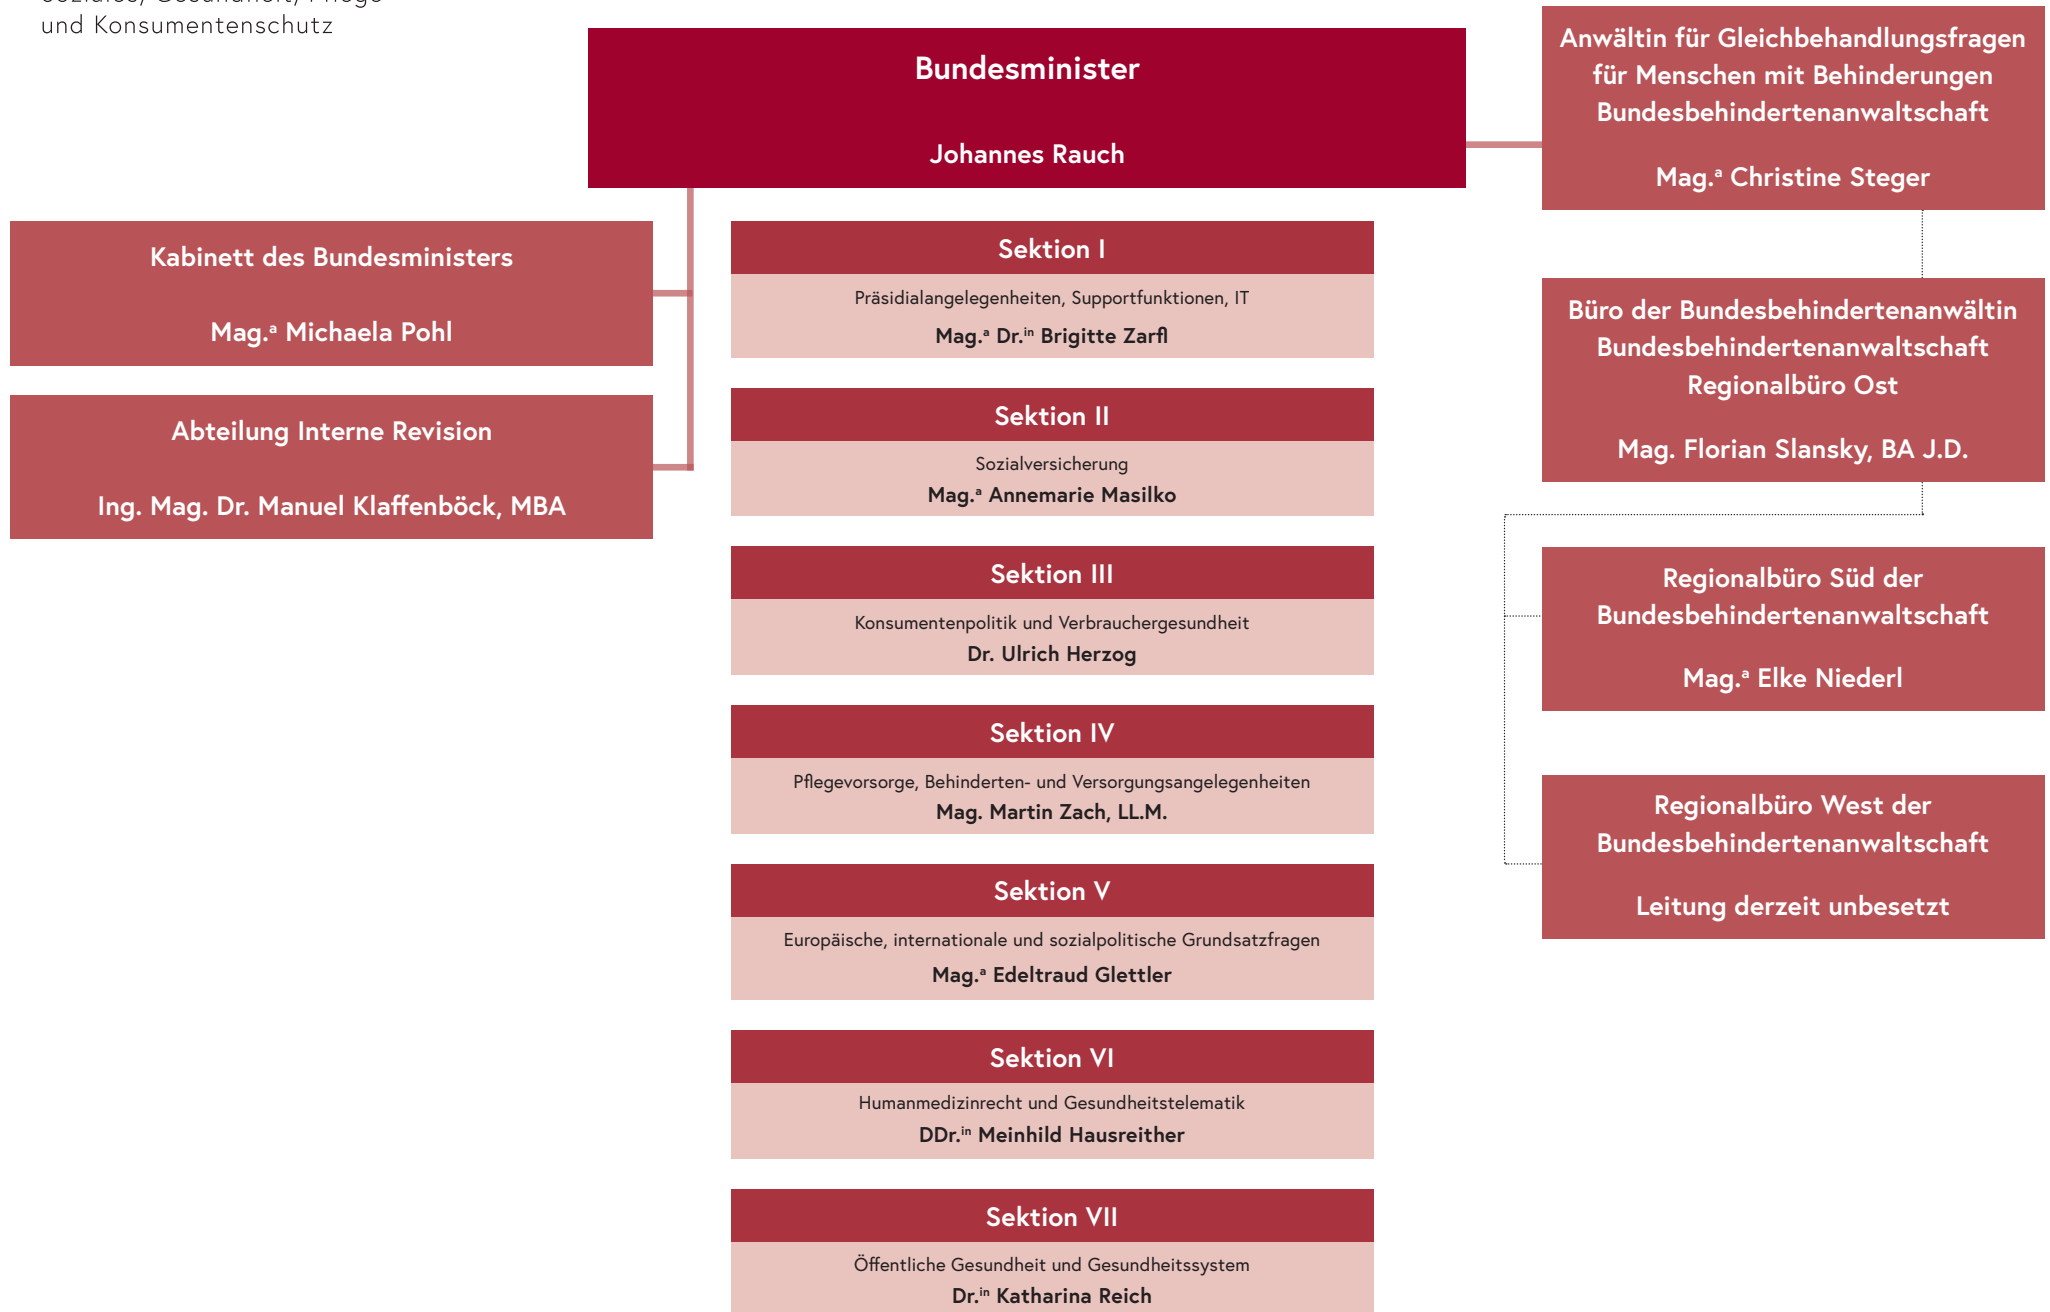 Soziales, Gesundheit, Pflege
und Konsumentenschutz
Bundesminister
Johannes Rauch
Anwältin für Gleichbehandlungsfragen
für Menschen mit Behinderungen
Bundesbehindertenanwaltschaft
Mag.ᵃ Christine Steger
Kabinett des Bundesministers
Mag.ᵃ Michaela Pohl
Abteilung Interne Revision
Ing. Mag. Dr. Manuel Klaffenböck, MBA
Sektion I
Präsidialangelegenheiten, Supportfunktionen, IT
Mag.ᵃ Dr.ⁱⁿ Brigitte Zarfl
Sektion II
Sozialversicherung
Mag.ᵃ Annemarie Masilko
Sektion III
Konsumentenpolitik und Verbrauchergesundheit
Dr. Ulrich Herzog
Sektion IV
Pflegevorsorge, Behinderten- und Versorgungsangelegenheiten
Mag. Martin Zach, LL.M.
Sektion V
Europäische, internationale und sozialpolitische Grundsatzfragen
Mag.ᵃ Edeltraud Glettler
Sektion VI
Humanmedizinrecht und Gesundheitstelematik
DDr.ⁱⁿ Meinhild Hausreither
Sektion VII
Öffentliche Gesundheit und Gesundheitssystem
Dr.ⁱⁿ Katharina Reich
Büro der Bundesbehindertenanwältin
Bundesbehindertenanwaltschaft
Regionalbüro Ost
Mag. Florian Slansky, BA J.D.
Regionalbüro Süd der
Bundesbehindertenanwaltschaft
Mag.ᵃ Elke Niederl
Regionalbüro West der
Bundesbehindertenanwaltschaft
Leitung derzeit unbesetzt